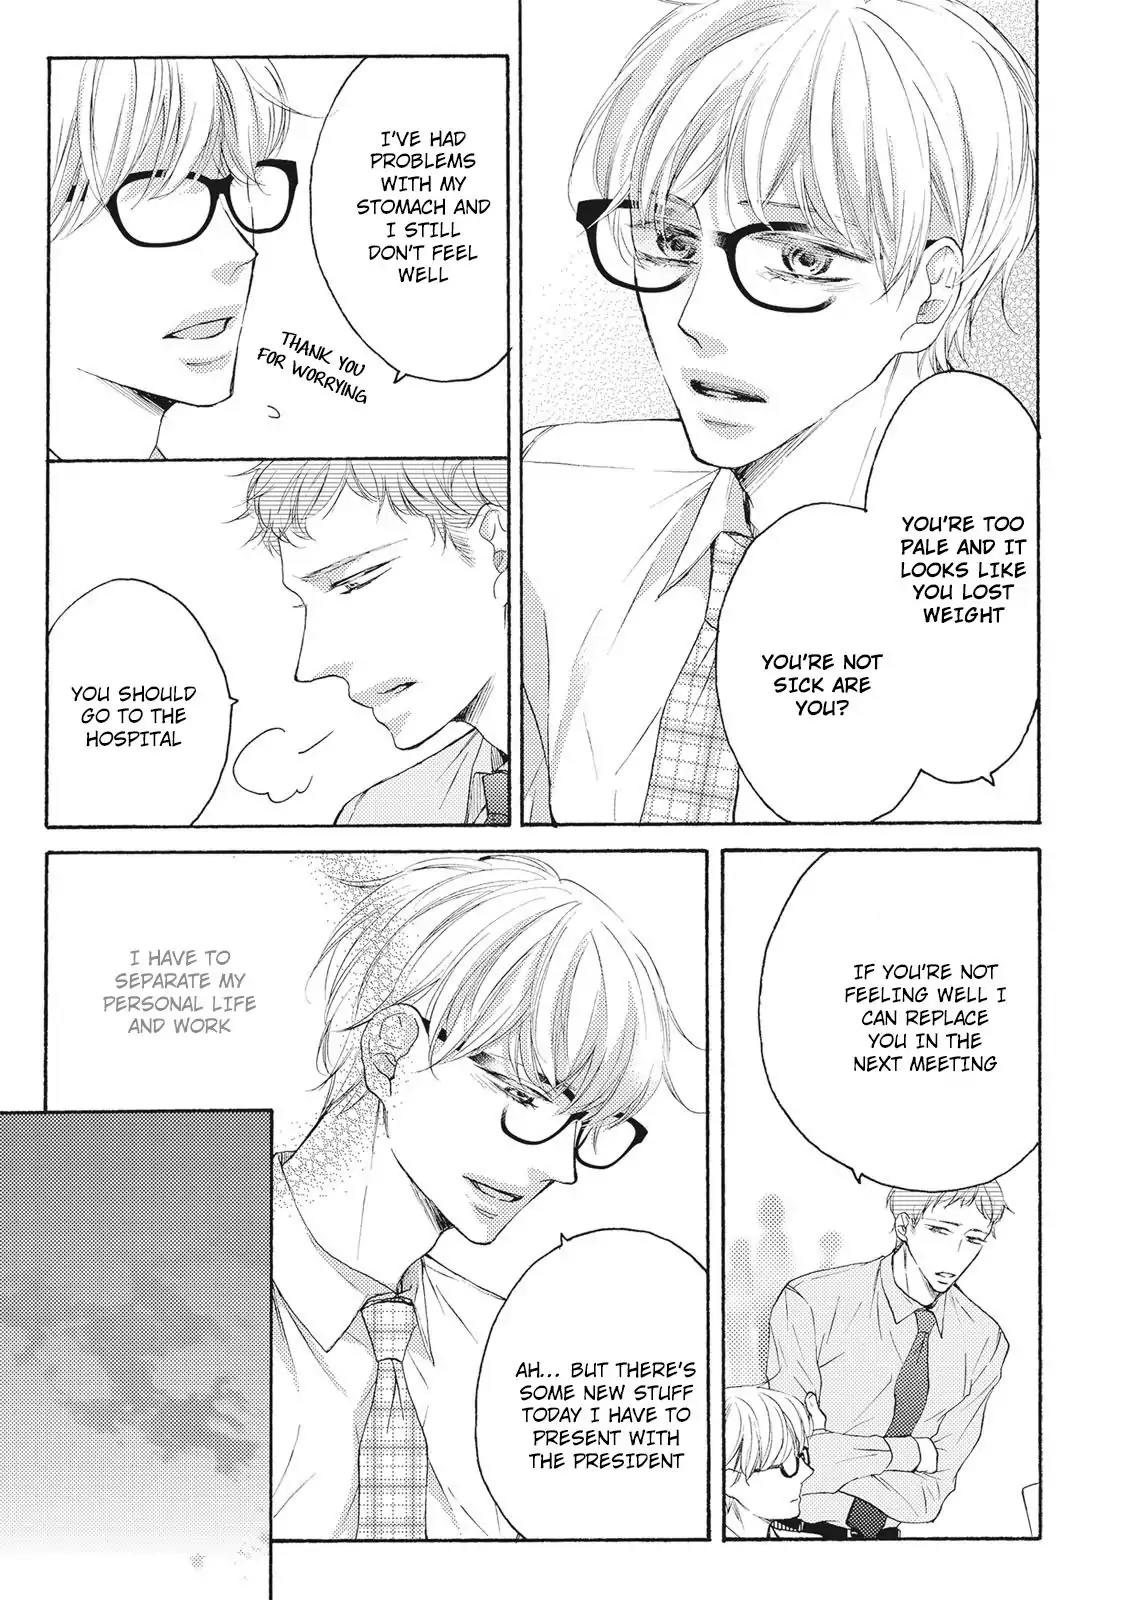 YOU'RE TOO
PALE AND IT
LOOKS LIKE
YOU LOST
WEIGHT
YOU'RE NOT
SICK ARE
YOU?
I'VE HAD
PROBLEMS
WITH MY
STOMACH AND
I STILL
DON'T FEEL
WELL
THANK YOU
FOR WORRYING
YOU SHOULD
GO TO THE
HOSPITAL
IF YOU'RE NOT
FEELING WELL I
CAN REPLACE
YOU IN THE
NEXT MEETING
I HAVE TO
SEPARATE MY
PERSONAL LIFE
AND WORK
AH... BUT THERE'S
SOME NEW STUFF
TODAY I HAVE TO
PRESENT WITH
THE PRESIDENT